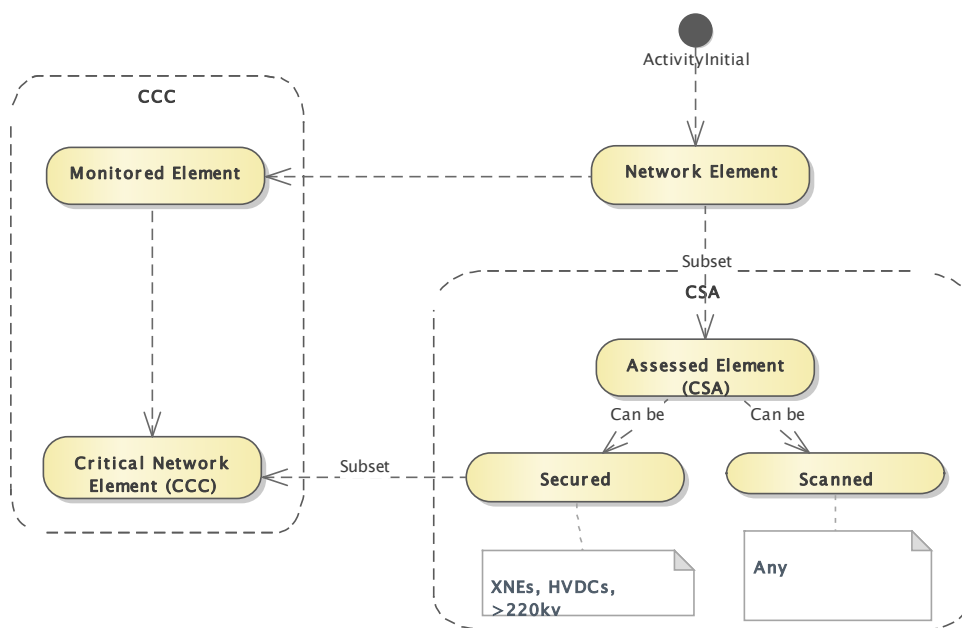 ActivityInitial
CCC
Monitored Element
Network Element
Subset
CSA
Assessed Element
(CSA)
Can be
Can be
Critical Network
Element (CCC)
Subset
Secured
Scanned
XNEs, HVDCs,
>220kv
Any